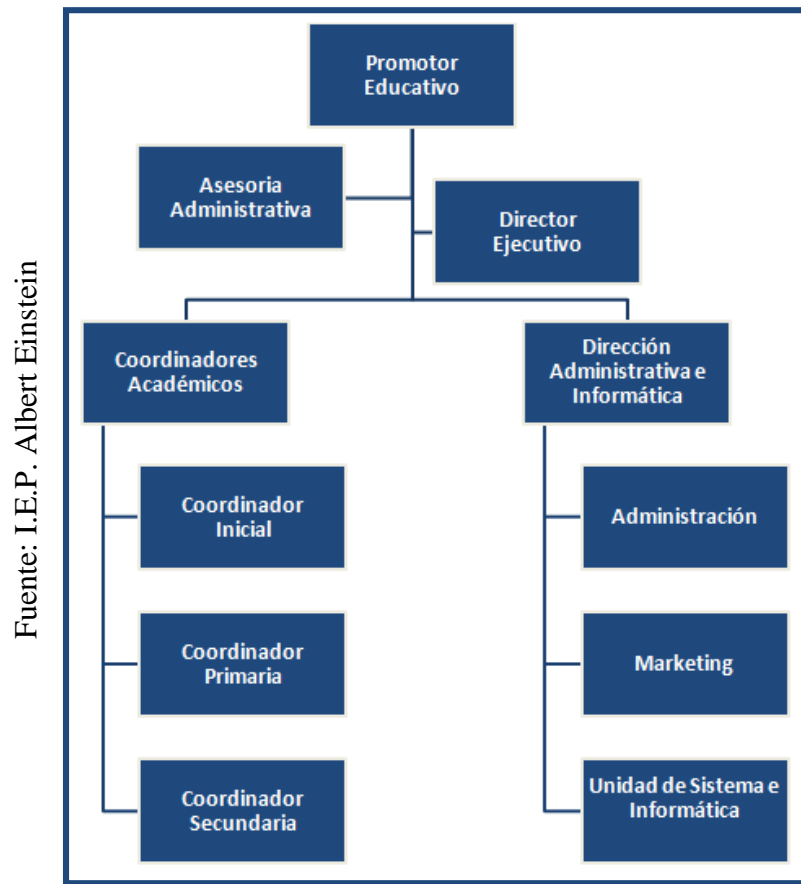 Promotor
Educativo
Asesoria
Administrativa
Director
Ejecutivo
Coordinadores
Académicos
Dirección
Administrativa e
Informática
Coordinador
Inicial
Administración
Coordinador
Primaria
Marketing
Coordinador
Secundaria
Unidad de Sistema e
Informática
Fuente: I.E.P. Albert Einstein